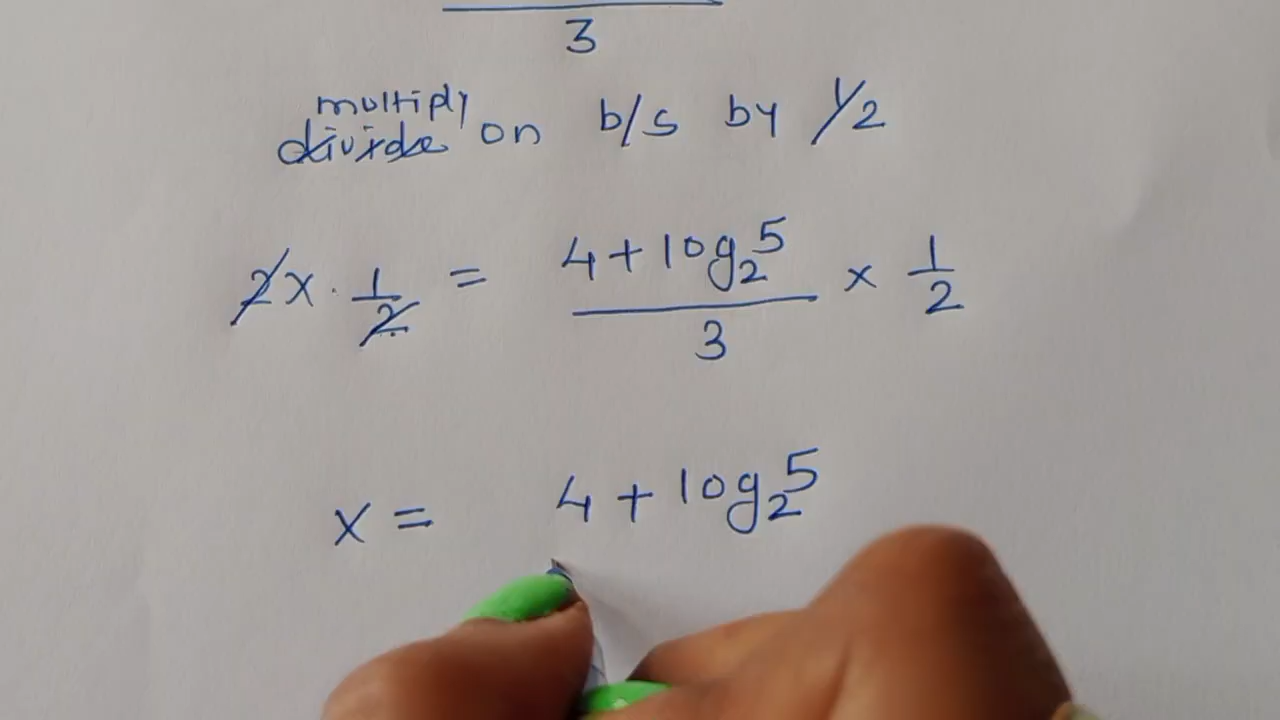 3
multiply
divide on b/s by 1/2
2x · 1/2 = (4 + log₂5)/3 × 1/2
x = 4 + log₂5